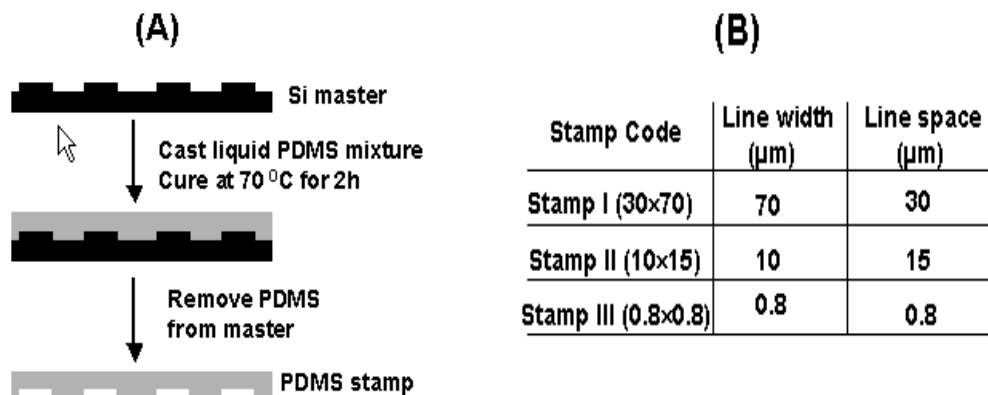 (A)
Si master
Cast liquid PDMS mixture
Cure at 70 ⁰C for 2h
Remove PDMS
from master
PDMS stamp
(B)
Stamp Code Line width (µm) Line space (µm)
Stamp I (30×70) 70 30
Stamp II (10×15) 10 15
Stamp III (0.8×0.8) 0.8 0.8